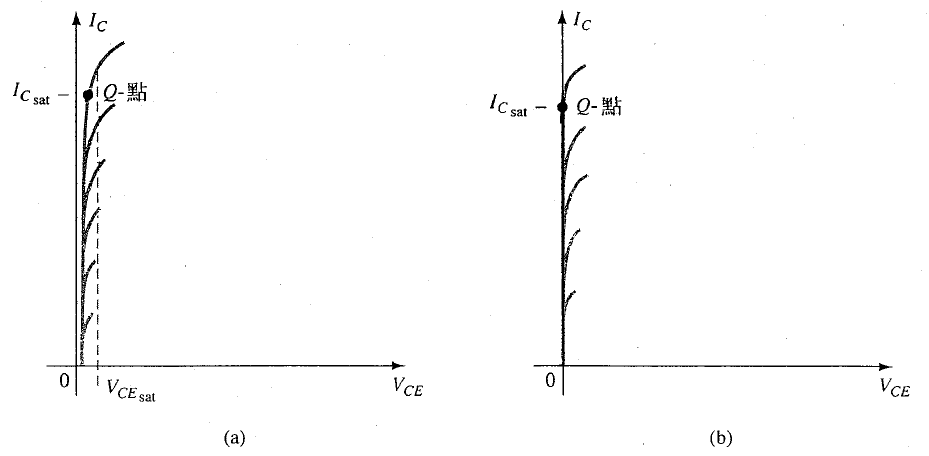 I_C
I_C sat
Q-點
0
V_CE sat
V_CE
(a)
I_C
I_C sat
Q-點
0
V_CE
(b)